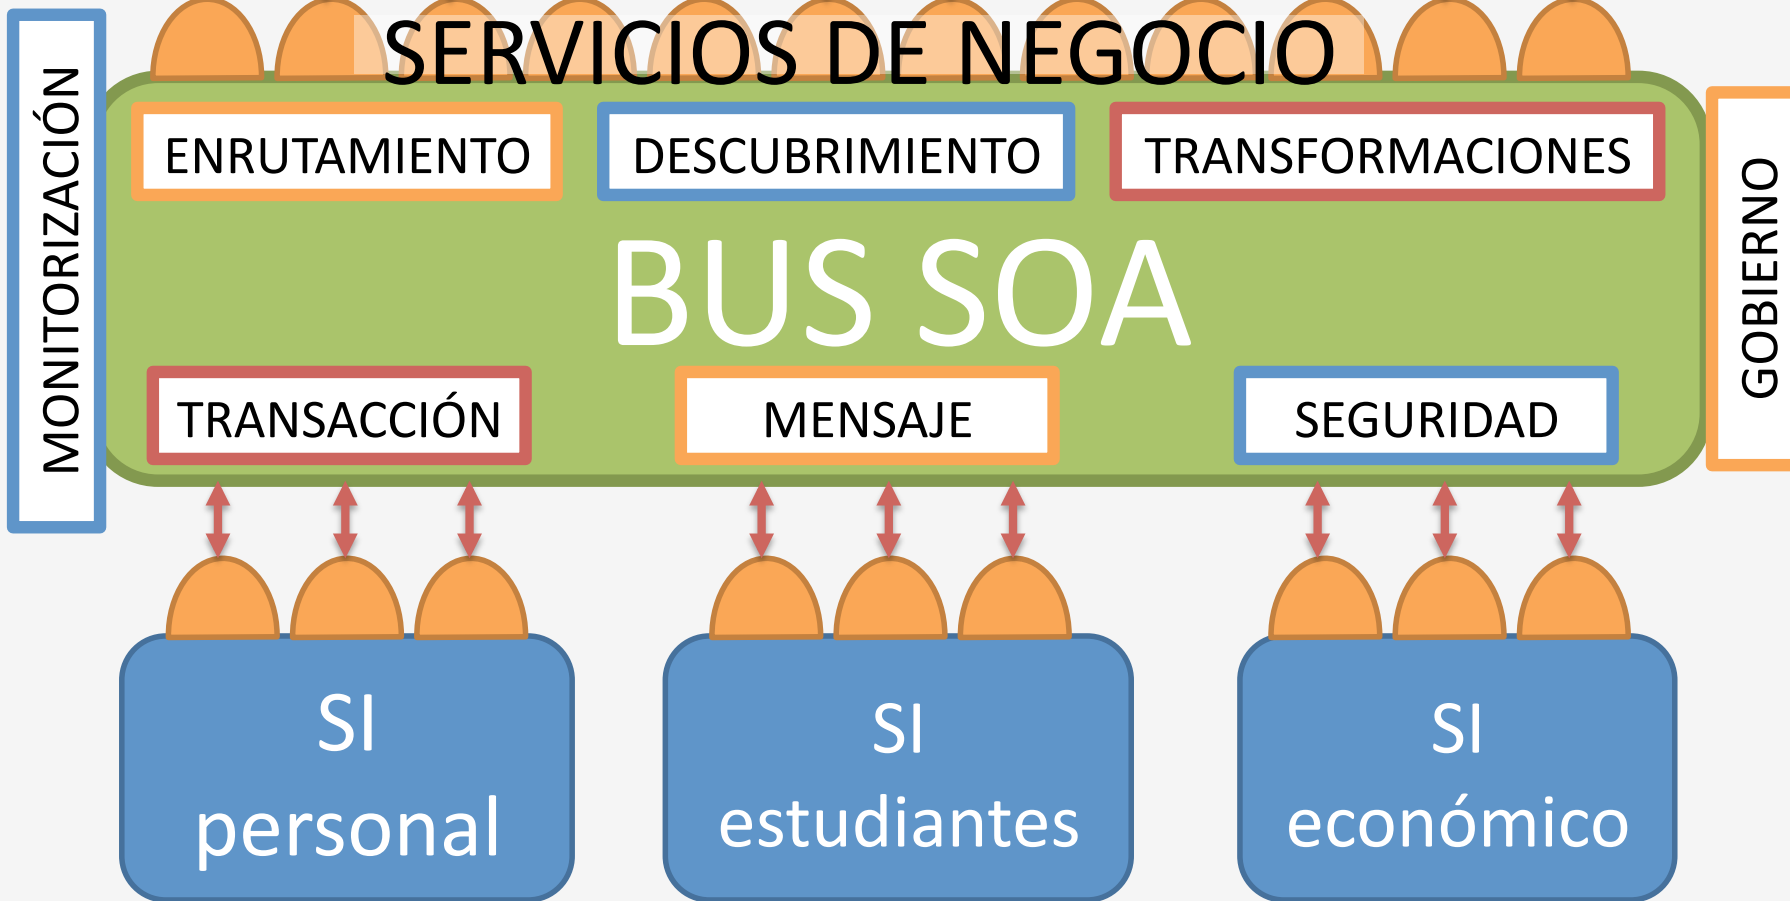 SERVICIOS DE NEGOCIO
MONITORIZACIÓN
ENRUTAMIENTO
DESCUBRIMIENTO
TRANSFORMACIONES
GOBIERNO
BUS SOA
TRANSACCIÓN
MENSAJE
SEGURIDAD
SI
personal
SI
estudiantes
SI
económico